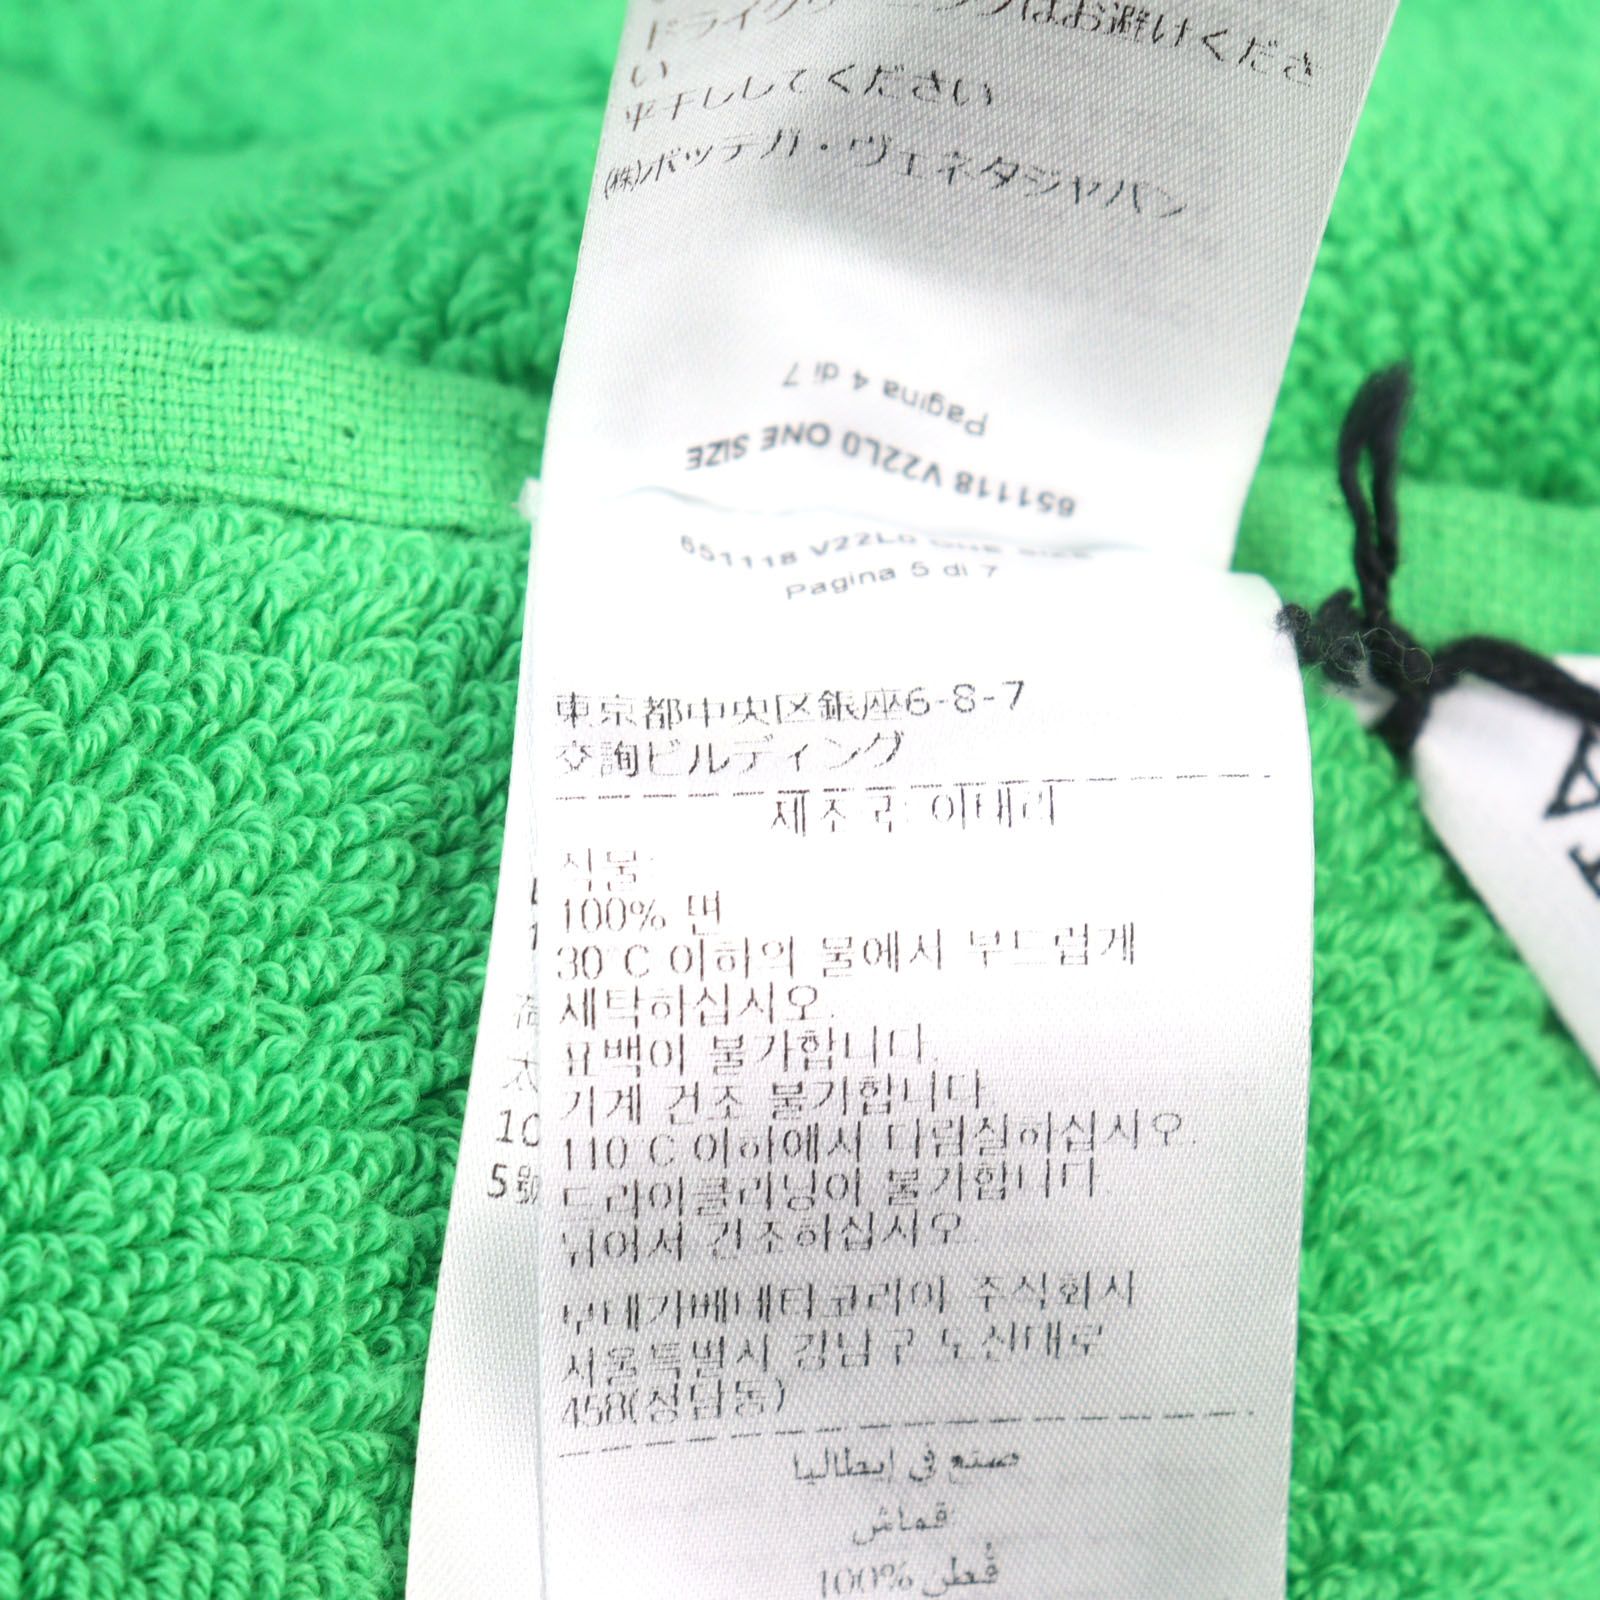 ドライクリーニングはお避けくださ
い
平干ししてください
(株)ボッテガ・ヴェネタジャパン
Pagina 4 di 7
651118 V22L0 ONE SIZE
651118 V22L0 ONE SIZE
Pagina 5 di 7
東京都中央区銀座6-8-7
交詢ビルディング
제조국: 이태리
직물:
100% 면
30°C 이하의 물에서 부드럽게
세탁하십시오.
표백이 불가합니다.
기계 건조 불가합니다.
110°C 이하에서 다림실하십시오.
드라이클리닝이 불가합니다.
뉘어서 건조하십시오.
보테가베네타코리아 주식회사
서울특별시 강남구 도산대로
458(청담동)
صنع في إيطاليا
قماش:
100% قُطن
10
5號